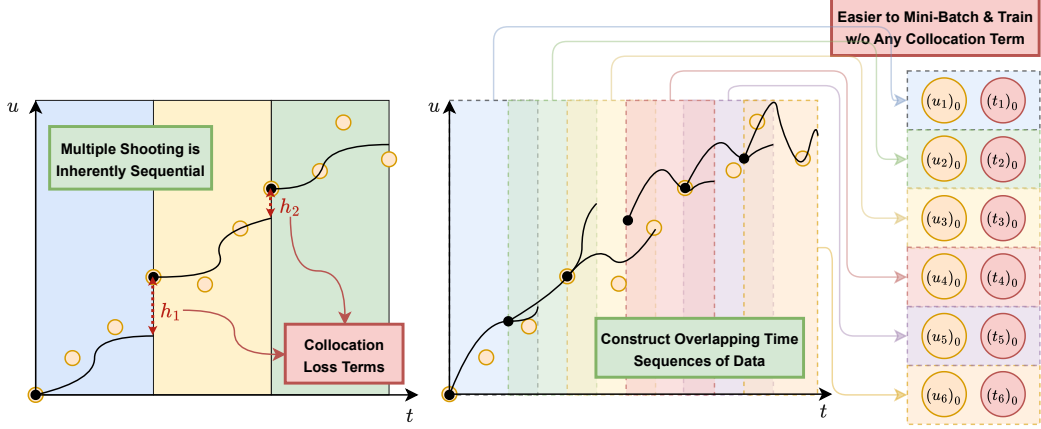 Easier to Mini-Batch & Train
w/o Any Collocation Term
u
Multiple Shooting is
Inherently Sequential
h₂
h₁
Collocation
Loss Terms
t
u
Construct Overlapping Time
Sequences of Data
t
(u₁)₀ (t₁)₀
(u₂)₀ (t₂)₀
(u₃)₀ (t₃)₀
(u₄)₀ (t₄)₀
(u₅)₀ (t₅)₀
(u₆)₀ (t₆)₀